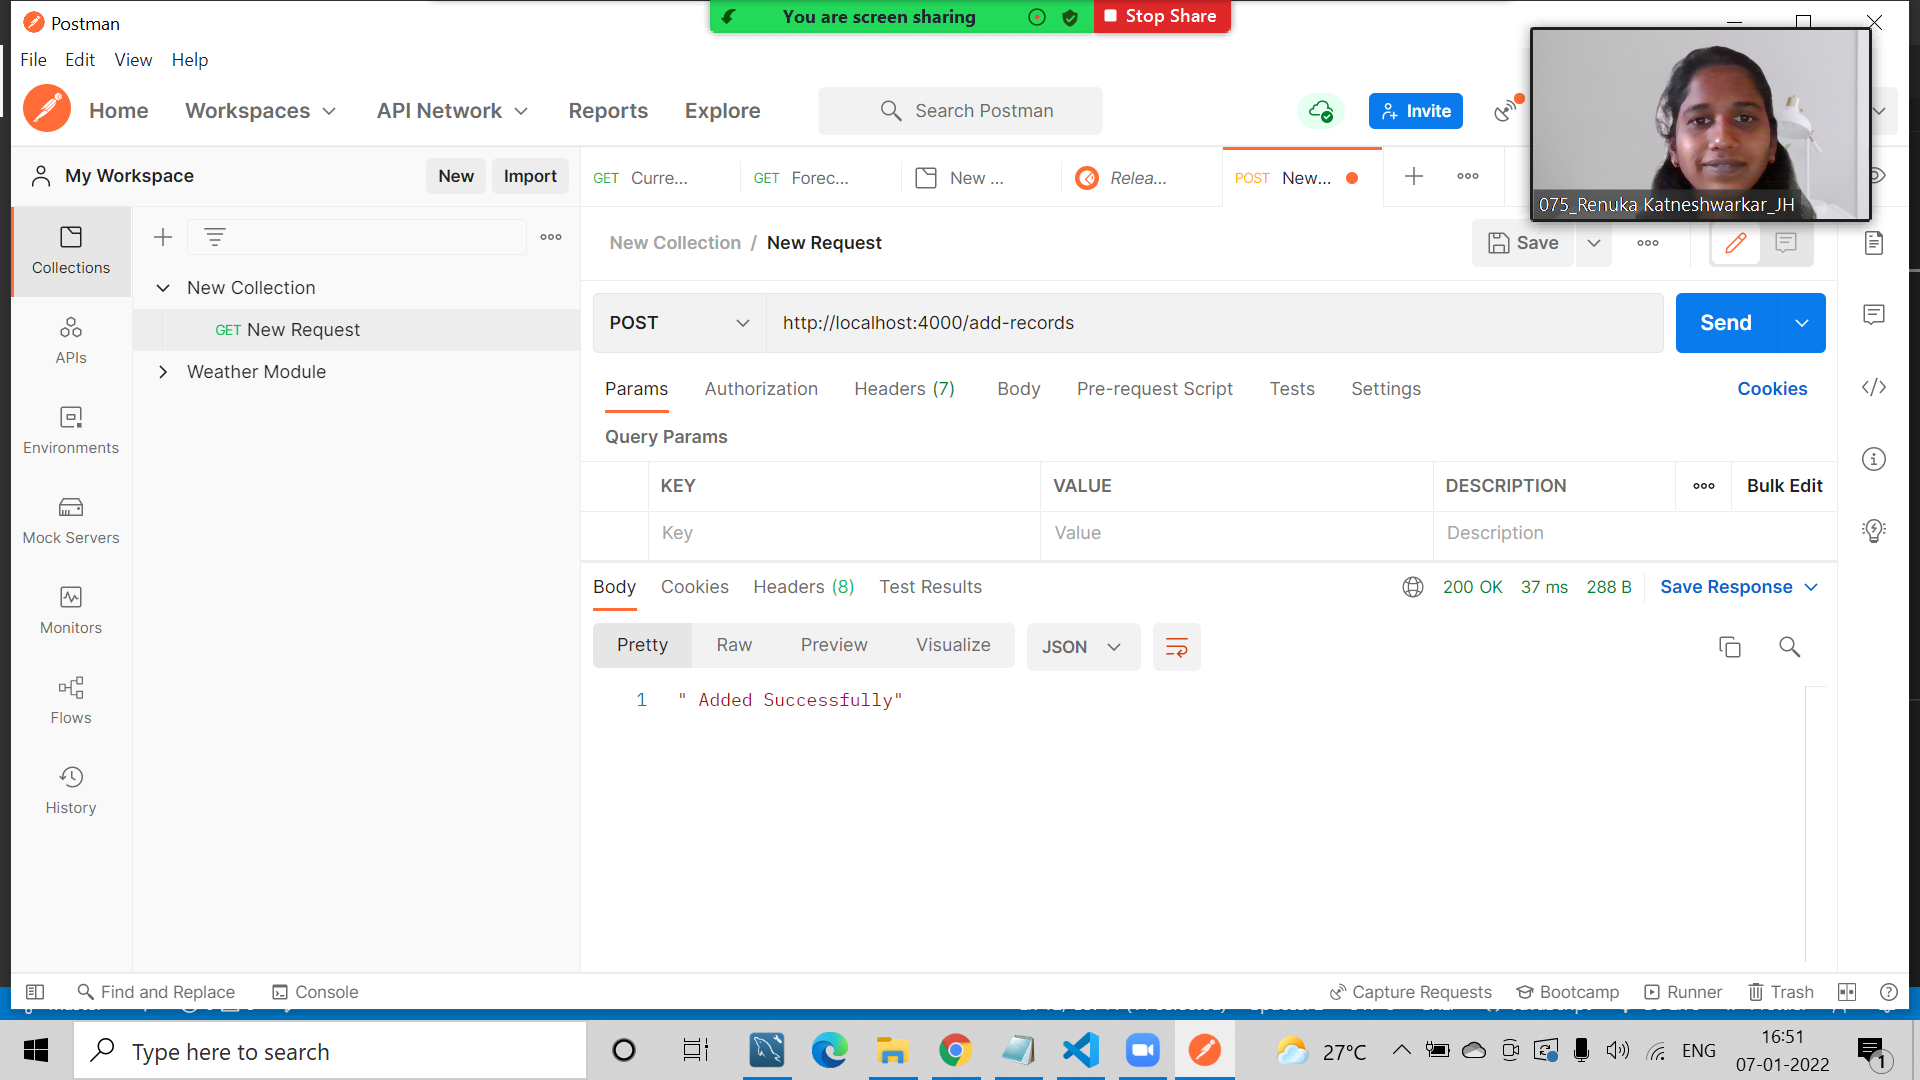 Postman
You are screen sharing
Stop Share
File Edit View Help
Home Workspaces API Network Reports Explore
Search Postman
Invite
075_Renuka Katneshwarkar_JH
My Workspace
New Import
GET Curre...
GET Forec...
New ...
Relea...
POST New...
Collections
New Collection / New Request
Save
New Collection
GET New Request
Weather Module
APIs
Environments
Mock Servers
Monitors
Flows
History
POST
http://localhost:4000/add-records
Send
Params Authorization Headers (7) Body Pre-request Script Tests Settings Cookies
Query Params
KEY VALUE DESCRIPTION Bulk Edit
Key Value Description
Body Cookies Headers (8) Test Results
200 OK 37 ms 288 B Save Response
Pretty Raw Preview Visualize JSON
1 " Added Successfully"
Find and Replace Console
Capture Requests Bootcamp Runner Trash
Type here to search
27°C
ENG
16:51
07-01-2022
1